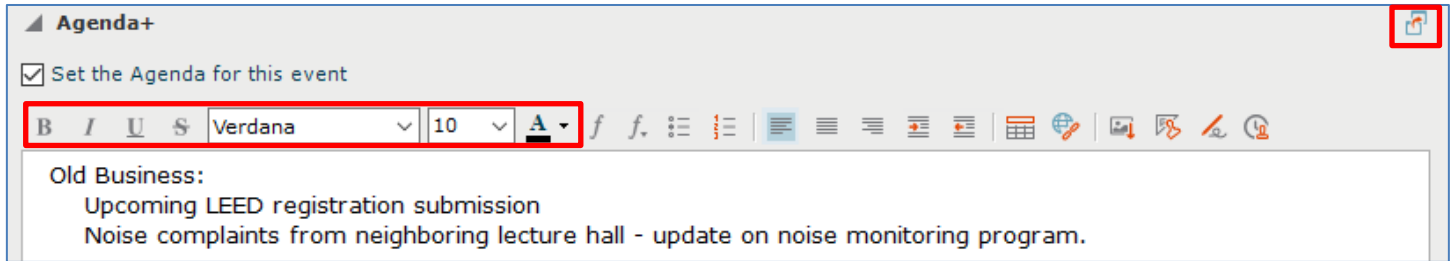 Agenda+
Set the Agenda for this event
B I U S Verdana 10 A f f
Old Business:
Upcoming LEED registration submission
Noise complaints from neighboring lecture hall - update on noise monitoring program.